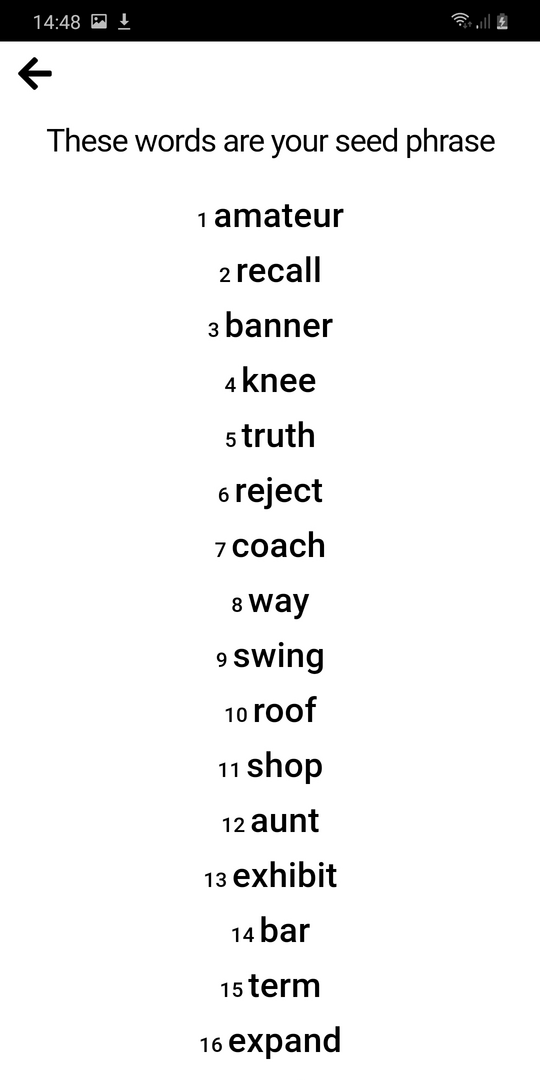 14:48
These words are your seed phrase
1 amateur
2 recall
3 banner
4 knee
5 truth
6 reject
7 coach
8 way
9 swing
10 roof
11 shop
12 aunt
13 exhibit
14 bar
15 term
16 expand